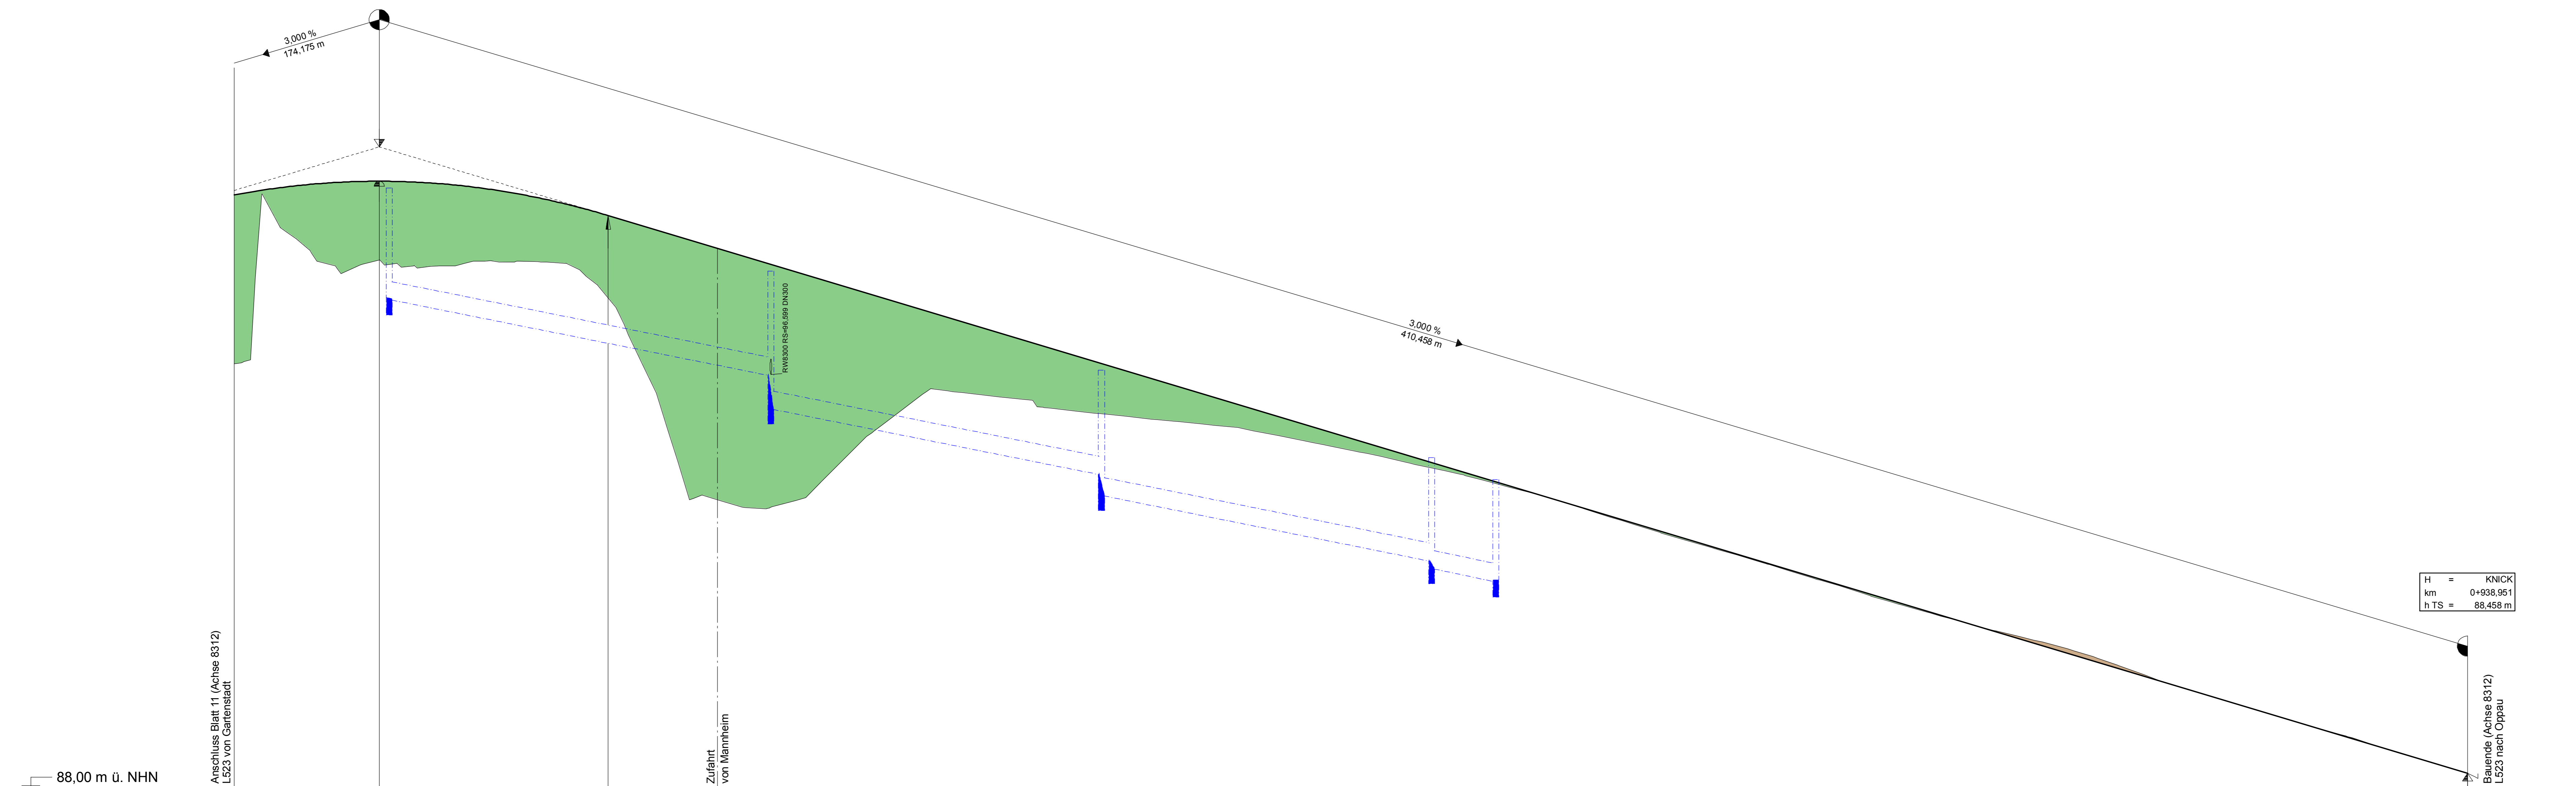 3,000 %
174,175 m
RW8300 RS=96,599 DN300
3,000 %
410,458 m
H = KNICK
km 0+938,951
h TS = 88,458 m
Anschluss Blatt 11 (Achse 8312)
L523 von Gartenstadt
Zufahrt
von Mannheim
Bauende (Achse 8312)
L523 nach Oppau
88,00 m ü. NHN